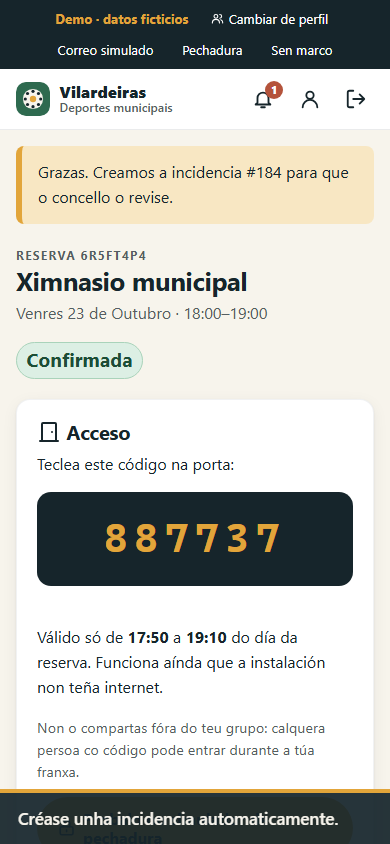 Demo · datos ficticios
Cambiar de perfil
Correo simulado
Pechadura
Sen marco
Vilardeiras
Deportes municipais
1
Grazas. Creamos a incidencia #184 para que
o concello o revise.
RESERVA 6R5FT4P4
Ximnasio municipal
Venres 23 de Outubro · 18:00–19:00
Confirmada
Acceso
Teclea este código na porta:
887737
Válido só de 17:50 a 19:10 do día da
reserva. Funciona aínda que a instalación
non teña internet.
Non o compartas fóra do teu grupo: calquera
persoa co código pode entrar durante a túa
franxa.
Créase unha incidencia automaticamente.
pechadura